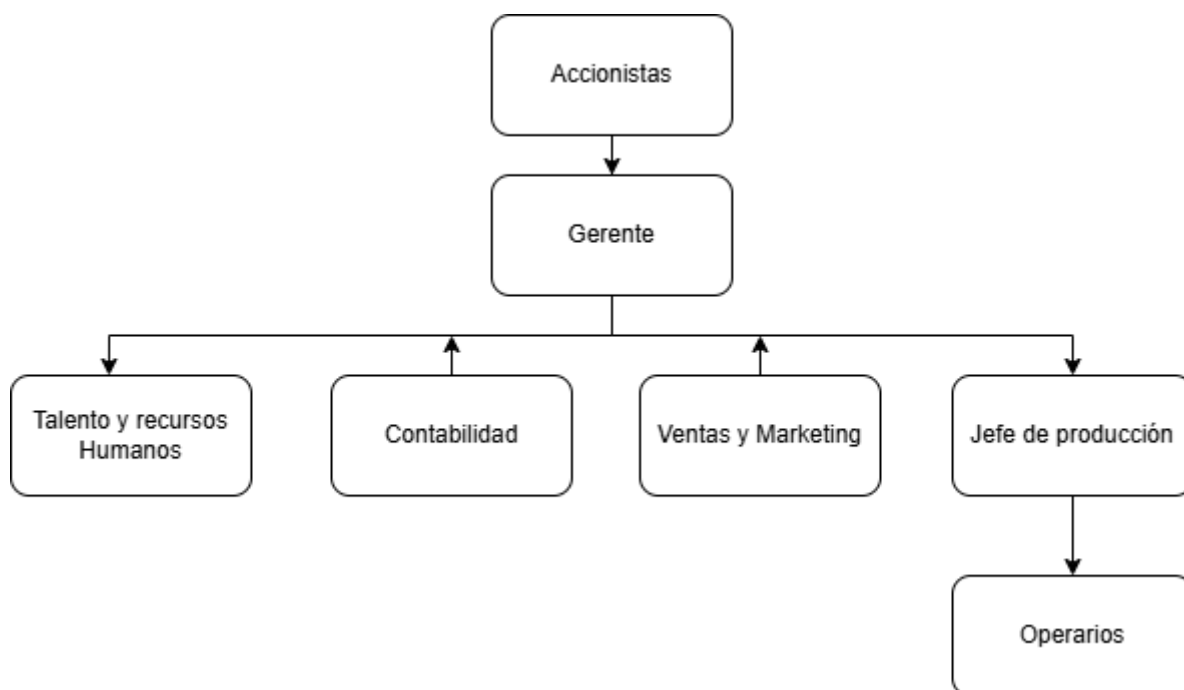 Accionistas
Gerente
Talento y recursos
Humanos
Contabilidad
Ventas y Marketing
Jefe de producción
Operarios